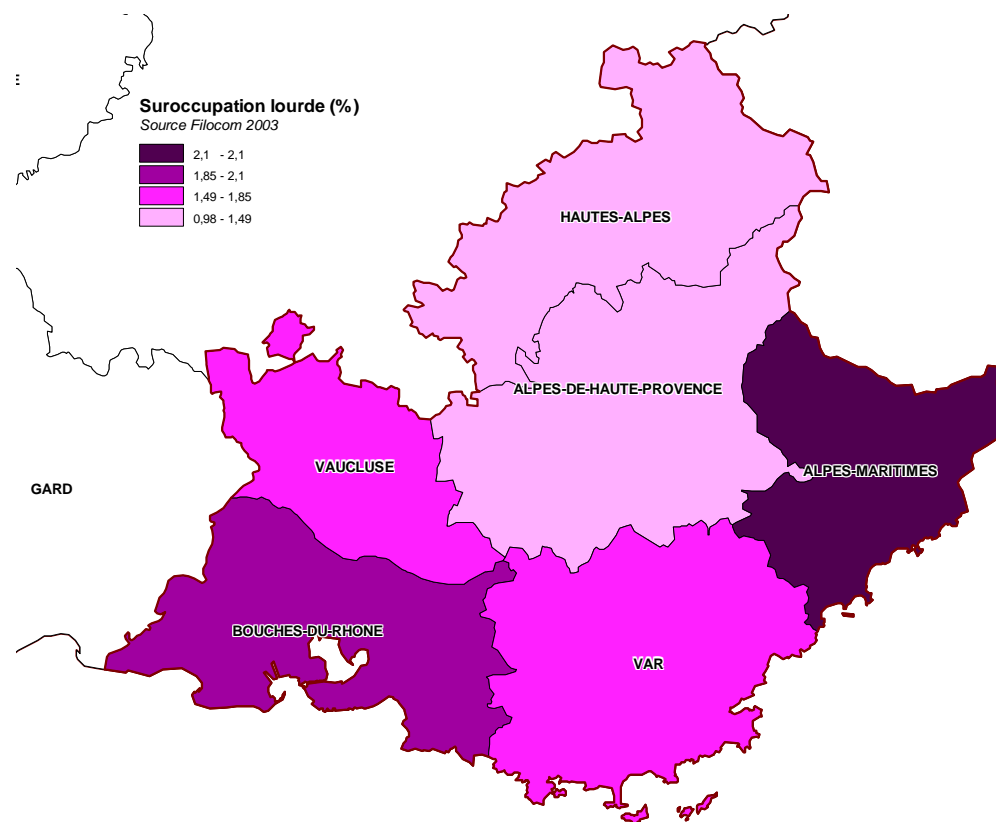 Suroccupation lourde (%)
Source Filocom 2003
2,1 - 2,1
1,85 - 2,1
1,49 - 1,85
0,98 - 1,49
HAUTES-ALPES
ALPES-DE-HAUTE-PROVENCE
VAUCLUSE
ALPES-MARITIMES
GARD
BOUCHES-DU-RHONE
VAR